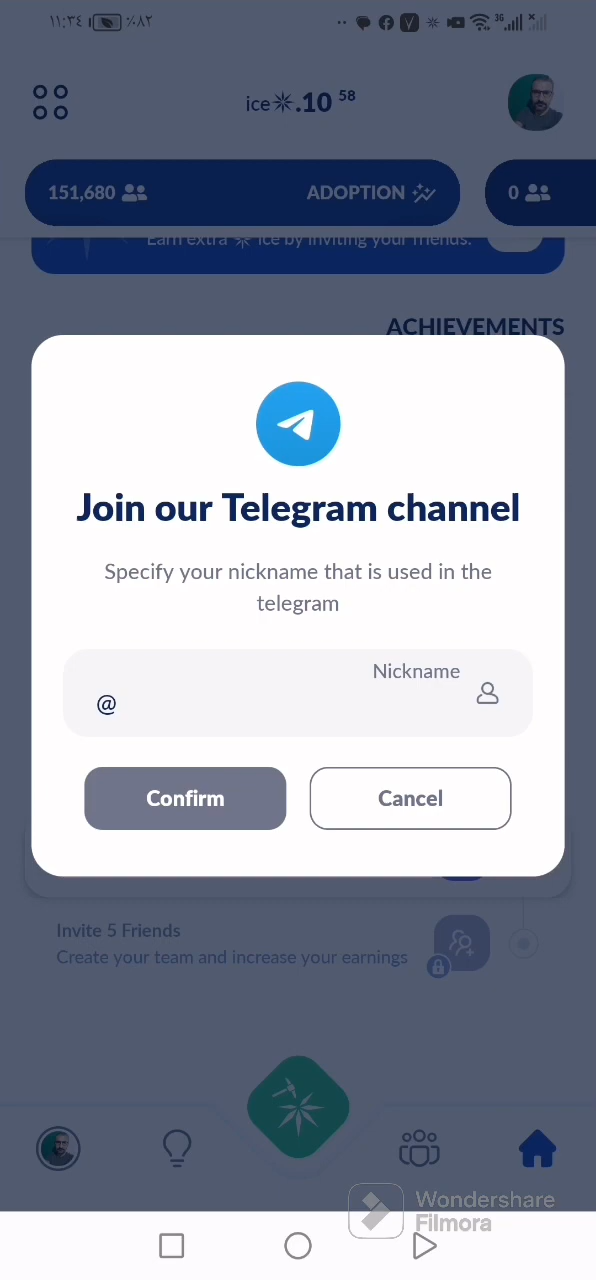 ١١:٣٤ ٪٨٢ 3G
ice .10 58
151,680 ADOPTION 0
Earn extra ice by inviting your friends.
ACHIEVEMENTS
Join our Telegram channel
Specify your nickname that is used in the
telegram
Nickname
@
Confirm Cancel
Invite 5 Friends
Create your team and increase your earnings
Wondershare
Filmora